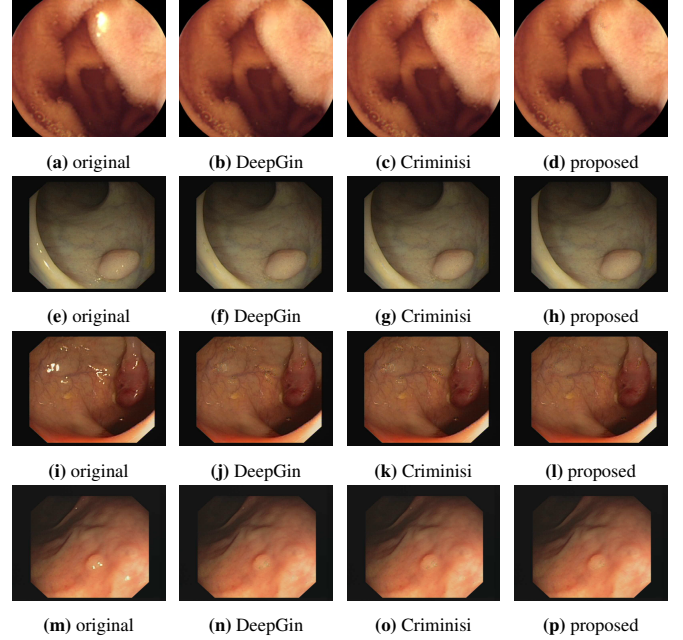 (a) original (b) DeepGin (c) Criminisi (d) proposed
(e) original (f) DeepGin (g) Criminisi (h) proposed
(i) original (j) DeepGin (k) Criminisi (l) proposed
(m) original (n) DeepGin (o) Criminisi (p) proposed